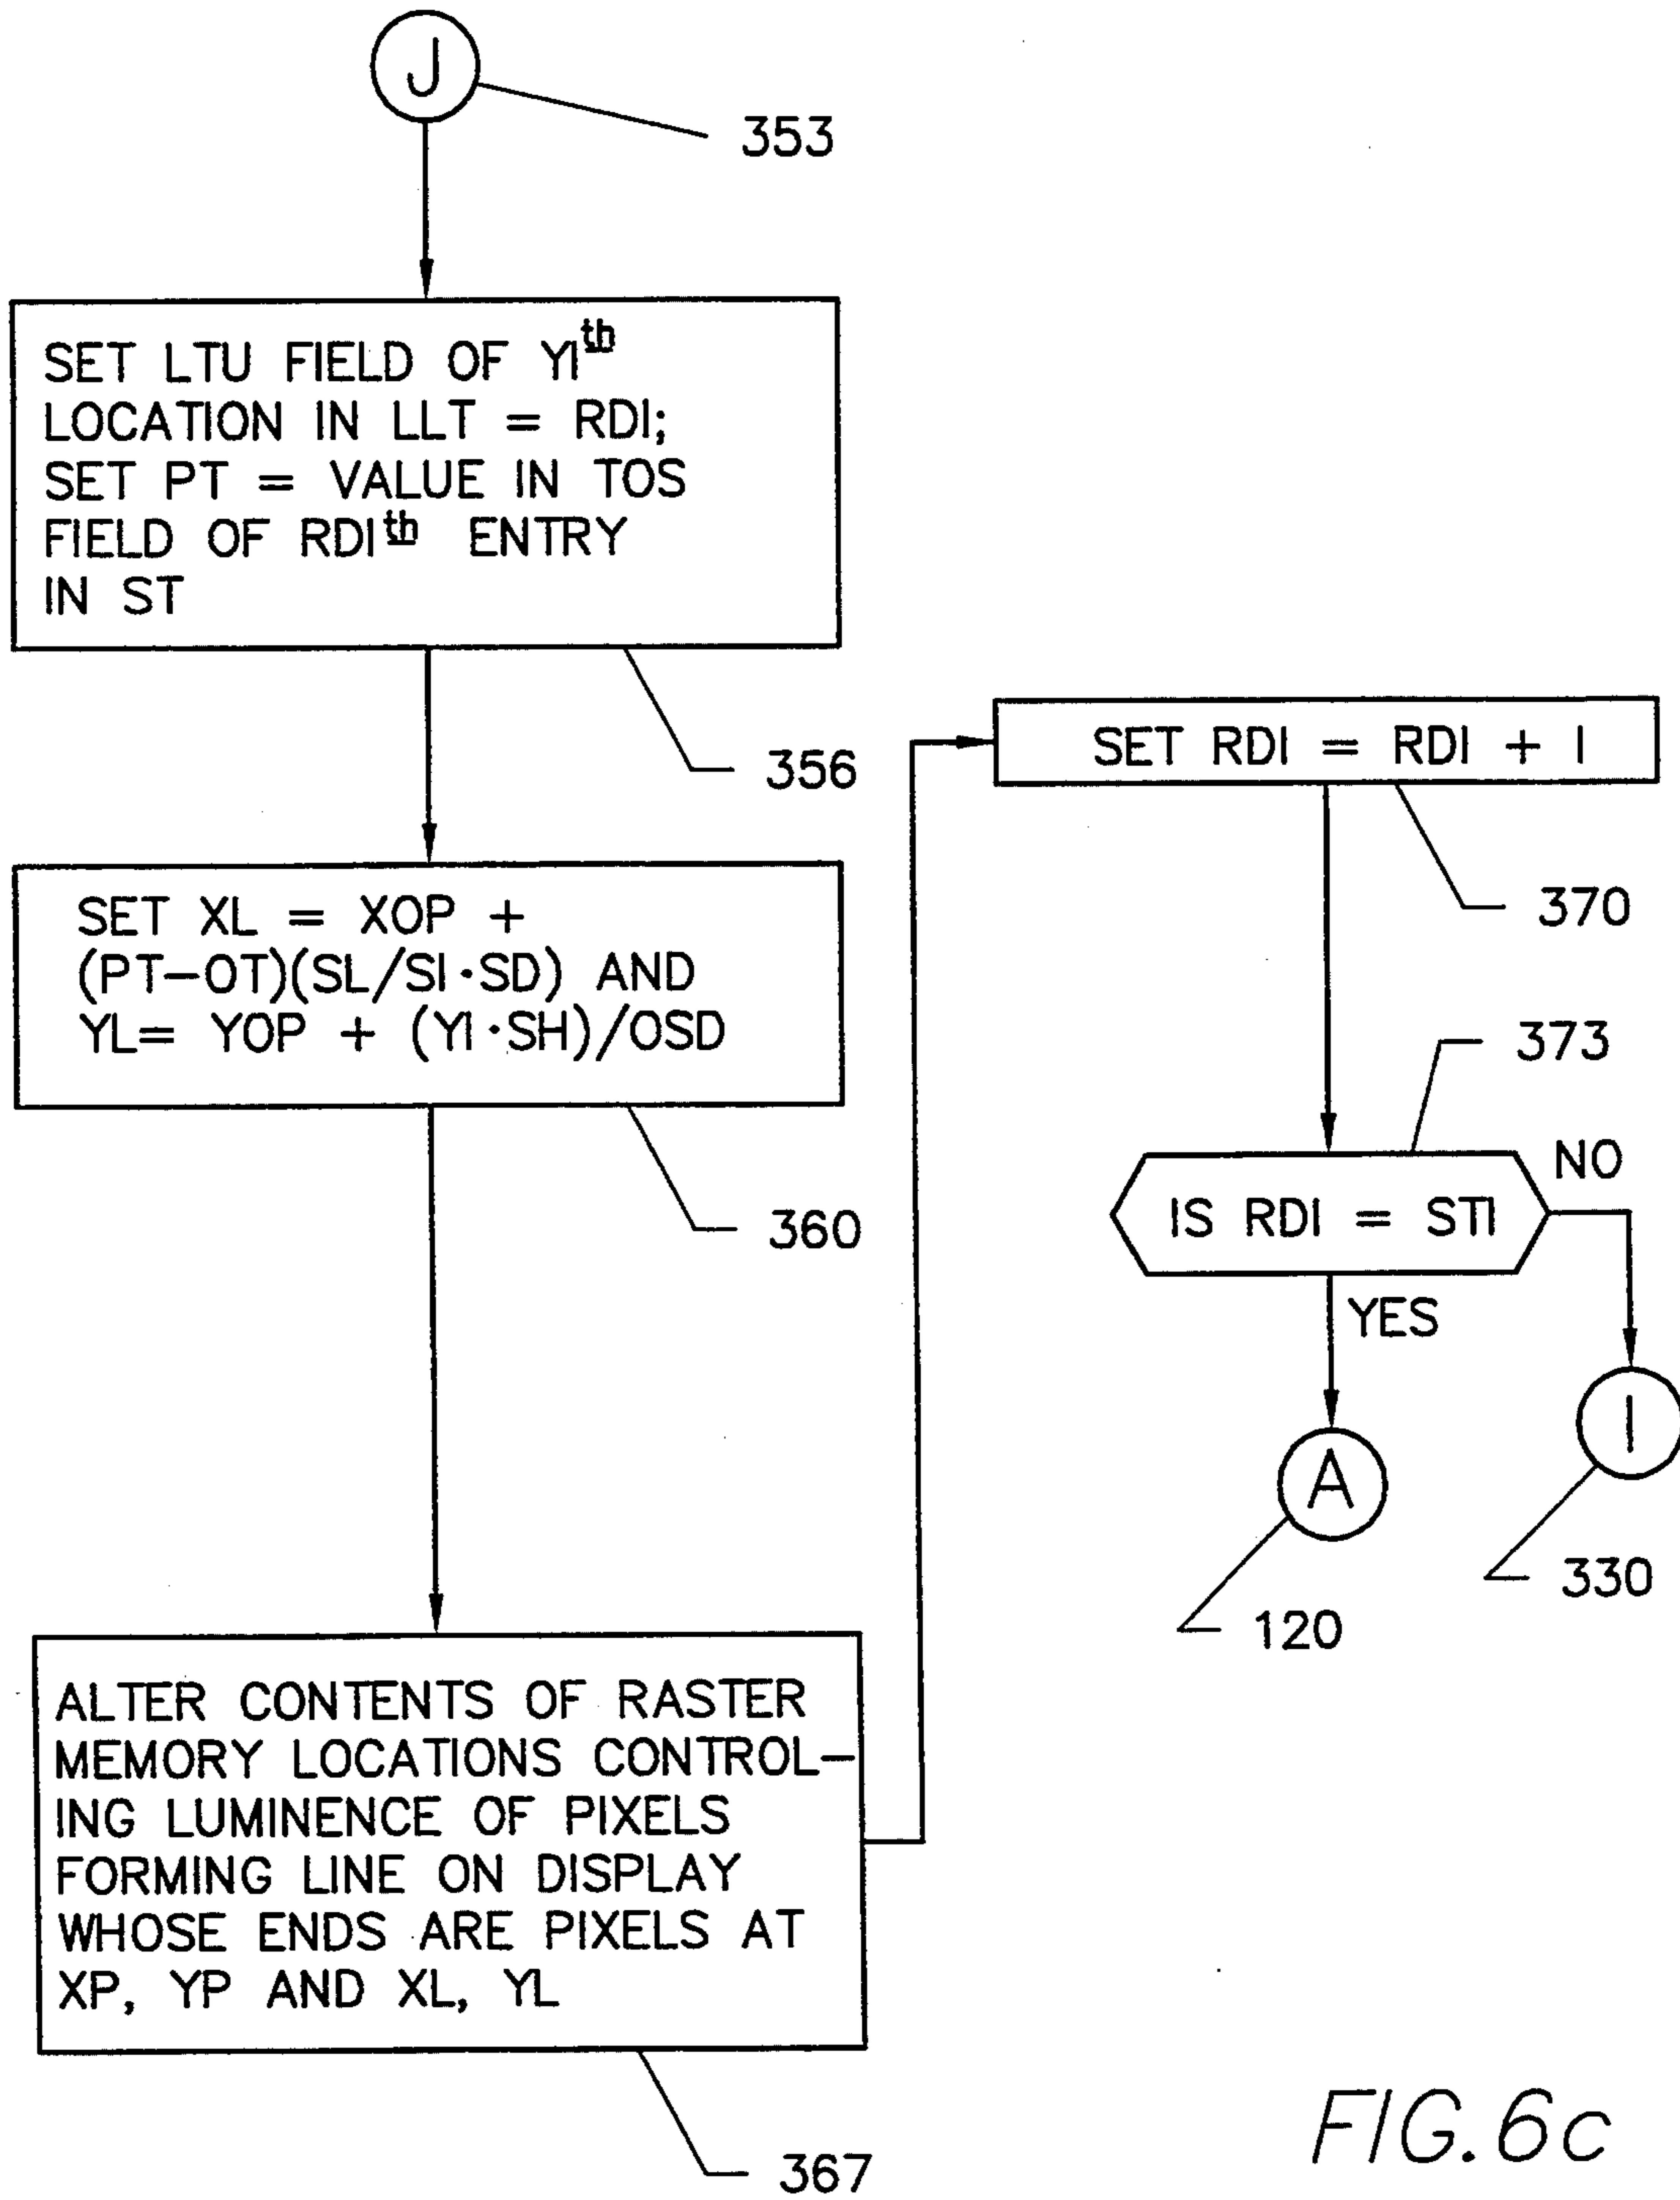 J
353
SET LTU FIELD OF YIth
LOCATION IN LLT = RDI;
SET PT = VALUE IN TOS
FIELD OF RDIth ENTRY
IN ST
356
SET XL = XOP +
(PT-OT)(SL/SI·SD) AND
YL= YOP + (YI·SH)/OSD
360
ALTER CONTENTS OF RASTER
MEMORY LOCATIONS CONTROL-
ING LUMINENCE OF PIXELS
FORMING LINE ON DISPLAY
WHOSE ENDS ARE PIXELS AT
XP, YP AND XL, YL
367
SET RDI = RDI + I
370
373
IS RDI = STI
NO
YES
I
330
A
120
FIG. 6c